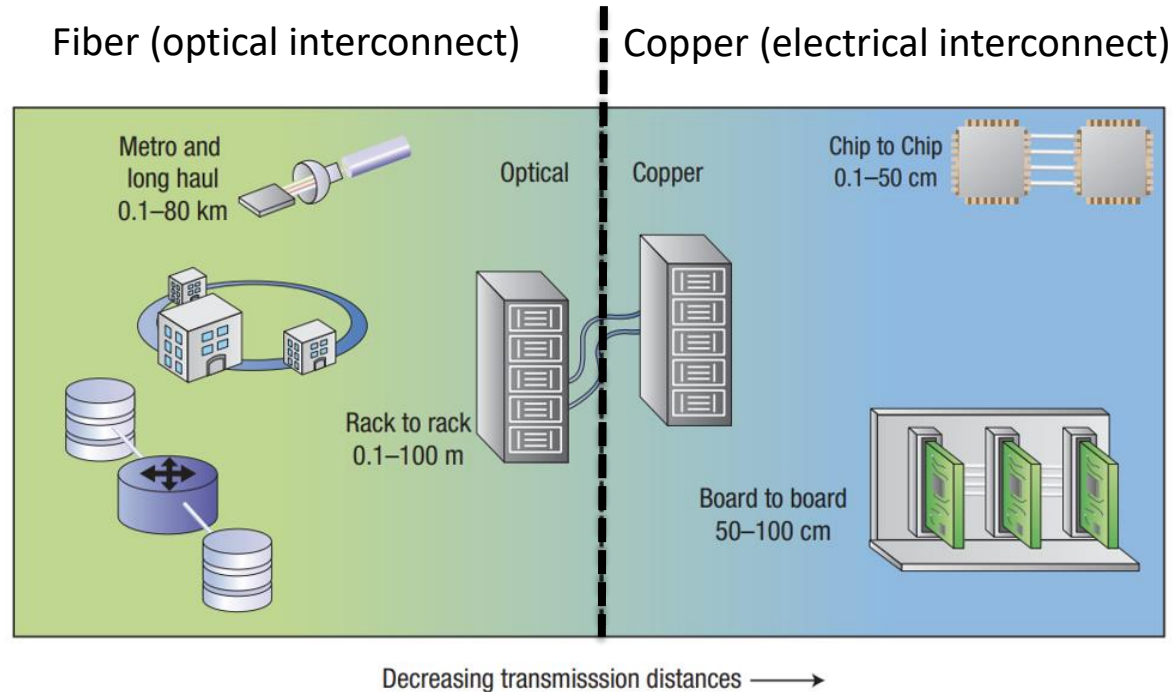 Fiber (optical interconnect)
Copper (electrical interconnect)
Metro and
long haul
0.1–80 km
Optical
Copper
Chip to Chip
0.1–50 cm
Rack to rack
0.1–100 m
Board to board
50–100 cm
Decreasing transmisssion distances